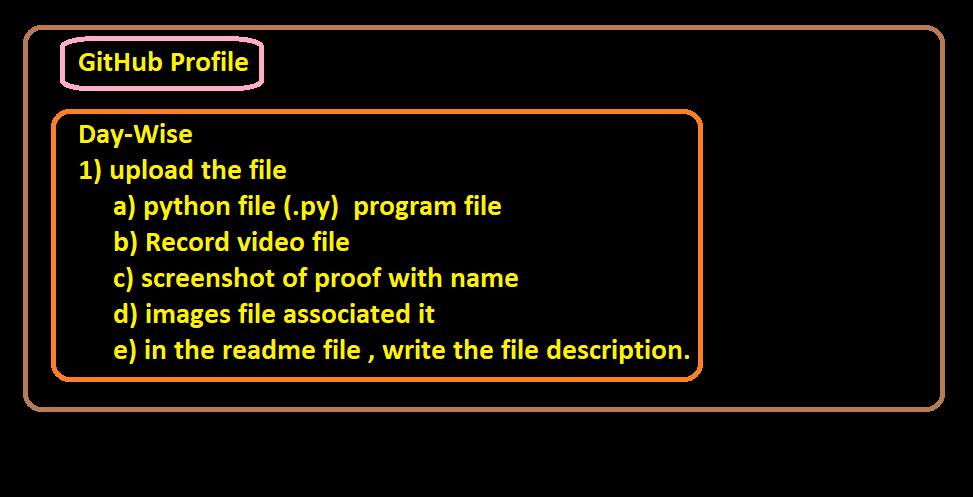 GitHub Profile
Day-Wise
1) upload the file
a) python file (.py)  program file
b) Record video file
c) screenshot of proof with name
d) images file associated it
e) in the readme file , write the file description.